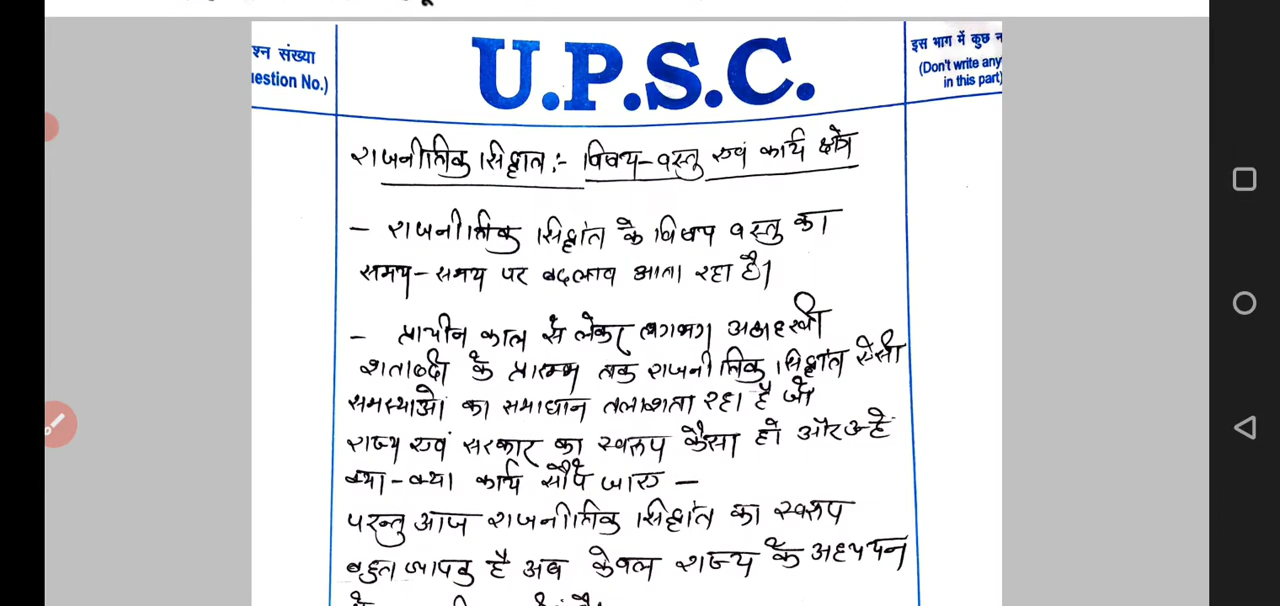 श्न संख्या
uestion No.)
U.P.S.C.
इस भाग में कुछ न
(Don't write any
in this part)
राजनीतिक सिद्धांत :- विषय-वस्तु एवं कार्य क्षेत्र
- राजनीतिक सिद्धांत के विषय वस्तु का
समय-समय पर बदलाव आता रहा है।
- प्राचीन काल से लेकर लगभग अठारहवी
शताब्दी के प्रारम्भ तक राजनीतिक सिद्धांत ऐसी
समस्याओं का समाधान तलाशता रहा है जो
राज्य एवं सरकार का स्वरूप कैसा हो और उन्हें
क्या-क्या कार्य सौंपे जाए -
परन्तु आज राजनीतिक सिद्धांत का स्वरूप
बहुत व्यापक है अब केवल राज्य के अध्ययन